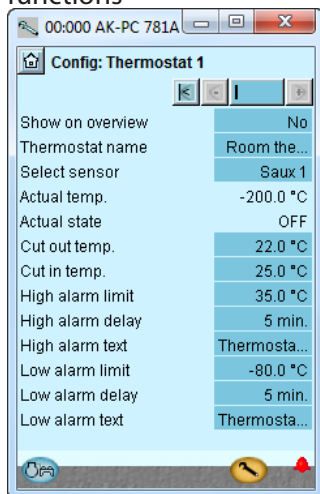 functions
00:000 AK-PC 781A
Config: Thermostat 1
Show on overview No
Thermostat name Room the...
Select sensor Saux 1
Actual temp. -200.0 °C
Actual state OFF
Cut out temp. 22.0 °C
Cut in temp. 25.0 °C
High alarm limit 35.0 °C
High alarm delay 5 min.
High alarm text Thermosta...
Low alarm limit -80.0 °C
Low alarm delay 5 min.
Low alarm text Thermosta...